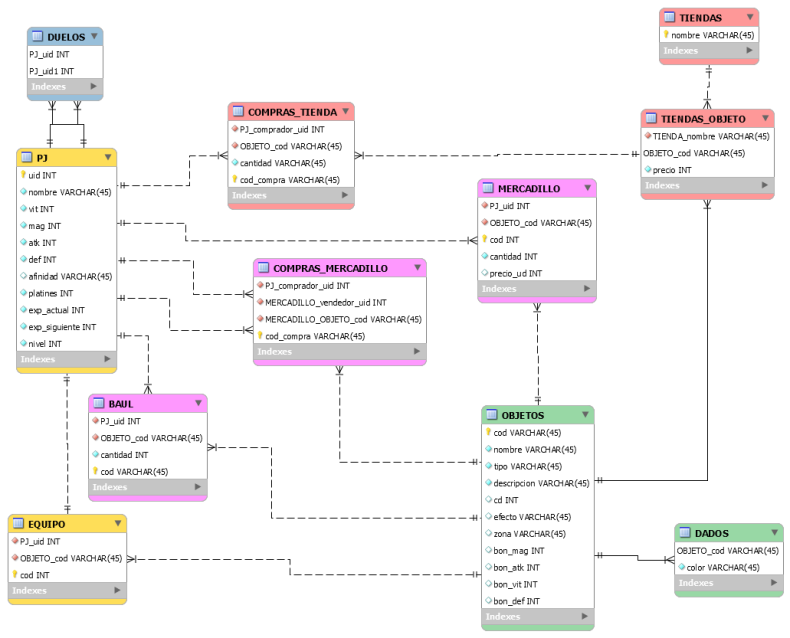 DUELOS
PJ_uid INT
PJ_uid1 INT
Indexes
TIENDAS
nombre VARCHAR(45)
Indexes
COMPRAS_TIENDA
PJ_comprador_uid INT
OBJETO_cod VARCHAR(45)
cantidad VARCHAR(45)
cod_compra VARCHAR(45)
Indexes
TIENDAS_OBJETO
TIENDA_nombre VARCHAR(45)
OBJETO_cod VARCHAR(45)
precio INT
Indexes
PJ
uid INT
nombre VARCHAR(45)
vit INT
mag INT
atk INT
def INT
afinidad VARCHAR(45)
platines INT
exp_actual INT
exp_siguiente INT
nivel INT
Indexes
MERCADILLO
PJ_uid INT
OBJETO_cod VARCHAR(45)
cod INT
cantidad VARCHAR(45)
precio_ud INT
Indexes
COMPRAS_MERCADILLO
PJ_comprador_uid INT
MERCADILLO_vendedor_uid INT
MERCADILLO_OBJETO_cod VARCHAR(45)
cod_compra VARCHAR(45)
Indexes
BAUL
PJ_uid INT
OBJETO_cod VARCHAR(45)
cantidad INT
cod VARCHAR(45)
Indexes
OBJETOS
cod VARCHAR(45)
nombre VARCHAR(45)
tipo VARCHAR(45)
descripcion VARCHAR(45)
cd INT
efecto VARCHAR(45)
zona VARCHAR(45)
bon_mag INT
bon_atk INT
bon_vit INT
bon_def INT
Indexes
EQUIPO
PJ_uid INT
OBJETO_cod VARCHAR(45)
cod INT
Indexes
DADOS
OBJETO_cod VARCHAR(45)
color VARCHAR(45)
Indexes